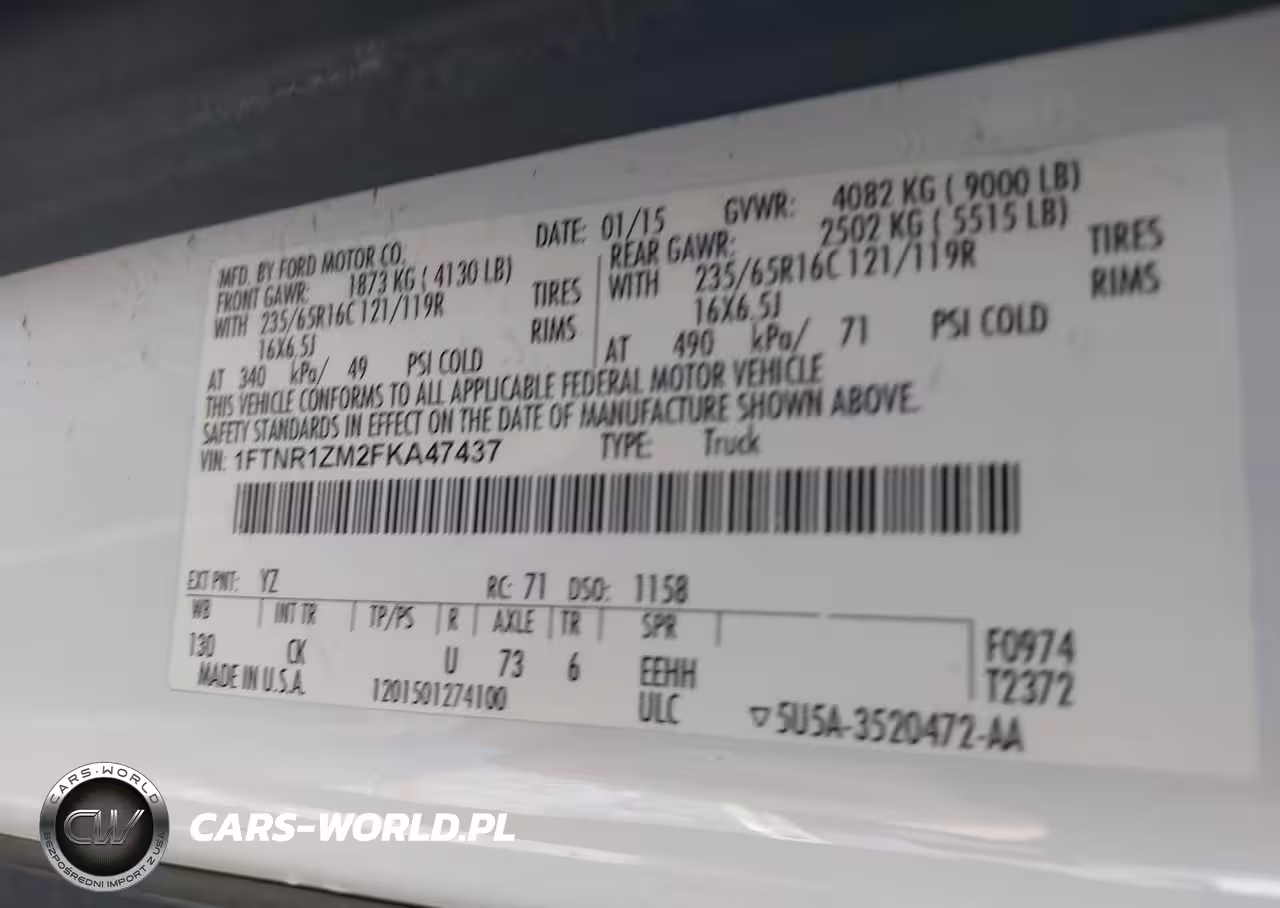 MFD. BY FORD MOTOR CO. DATE: 01/15 GVWR: 4082 KG ( 9000 LB)
FRONT GAWR: 1873 KG ( 4130 LB) REAR GAWR: 2502 KG ( 5515 LB)
WITH 235/65R16C 121/119R TIRES WITH 235/65R16C 121/119R TIRES
16X6.5J RIMS 16X6.5J RIMS
AT 340 kPa/ 49 PSI COLD AT 490 kPa/ 71 PSI COLD
THIS VEHICLE CONFORMS TO ALL APPLICABLE FEDERAL MOTOR VEHICLE
SAFETY STANDARDS IN EFFECT ON THE DATE OF MANUFACTURE SHOWN ABOVE.
VIN: 1FTNR1ZM2FKA47437 TYPE: Truck
EXT PNT: YZ RC: 71 DSO: 1158
WB INT TR TP/PS R AXLE TR SPR F0974
130 CK U 73 6 EEHH T2372
MADE IN U.S.A. 1201501274100 ULC ▽5U5A-3520472-AA
CARS-WORLD
CW
BEZPOŚREDNI IMPORT Z USA
CARS-WORLD.PL